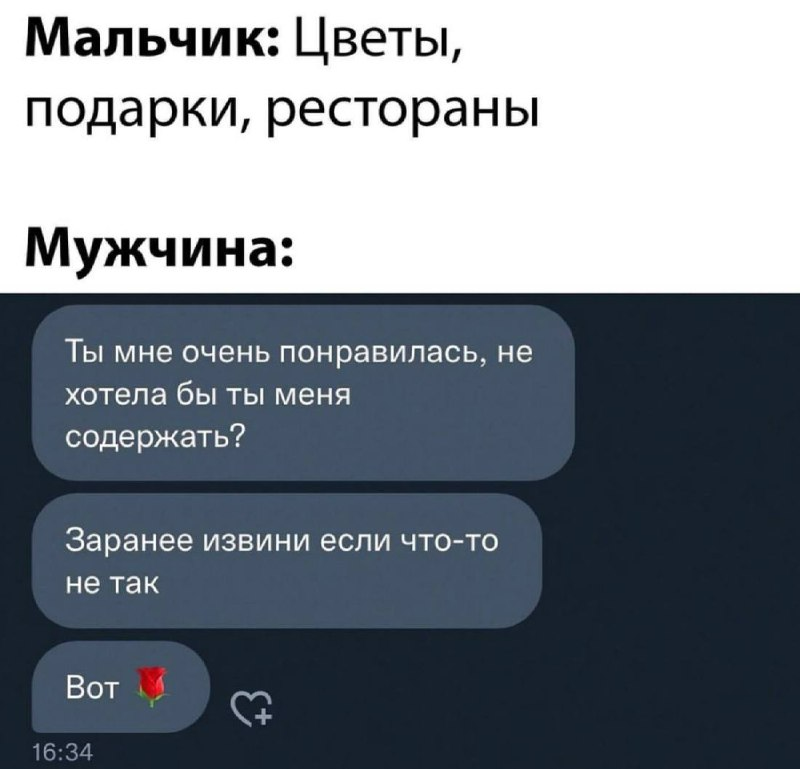 Мальчик: Цветы,
подарки, рестораны
Мужчина:
Ты мне очень понравилась, не
хотела бы ты меня
содержать?
Заранее извини если что-то
не так
Вот 🌹
16:34